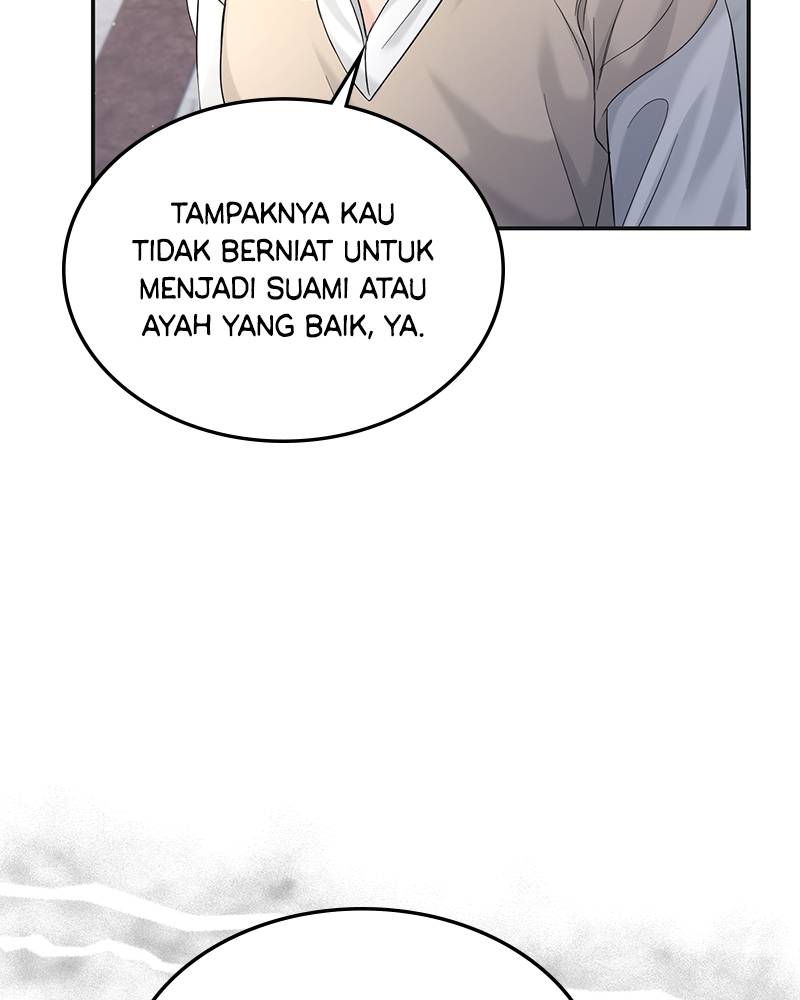 TAMPAKNYA KAU
TIDAK BERNIAT UNTUK
MENJADI SUAMI ATAU
AYAH YANG BAIK, YA.